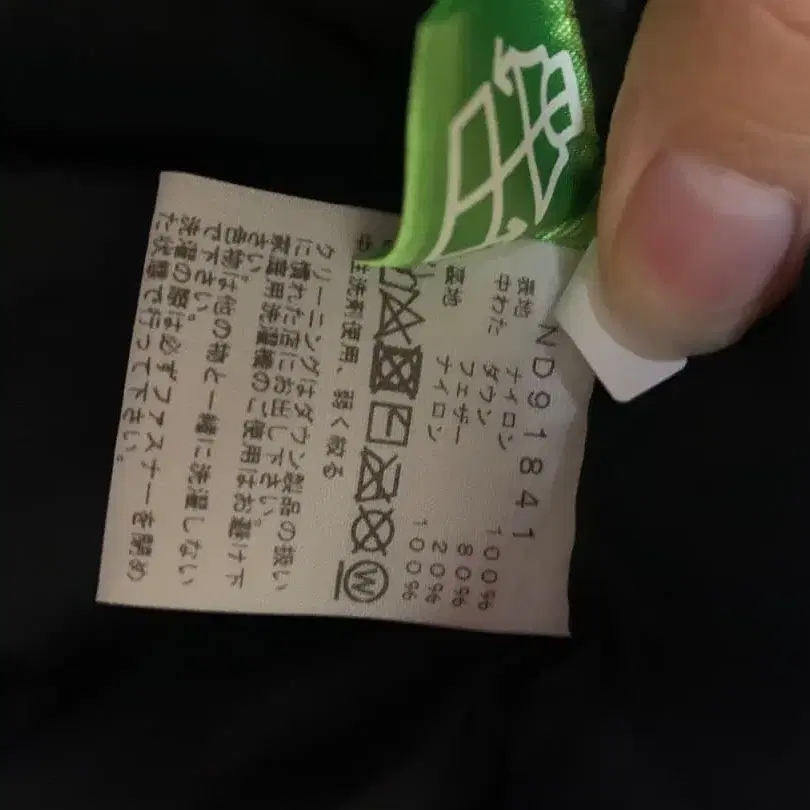 ND91841
表地 ナイロン 100%
中わた ダウン 80%
フェザー 20%
裏地 ナイロン 100%
W
中性洗剤使用、弱く絞る
クリーニングはダウン製品の扱い
に慣れた店にお出し下さい。
家庭用洗濯機のご使用はお避け下
さい。
色物は他の物と一緒に洗濯しない
で下さい。
洗濯の際は必ずファスナーを閉め
た状態で行って下さい。